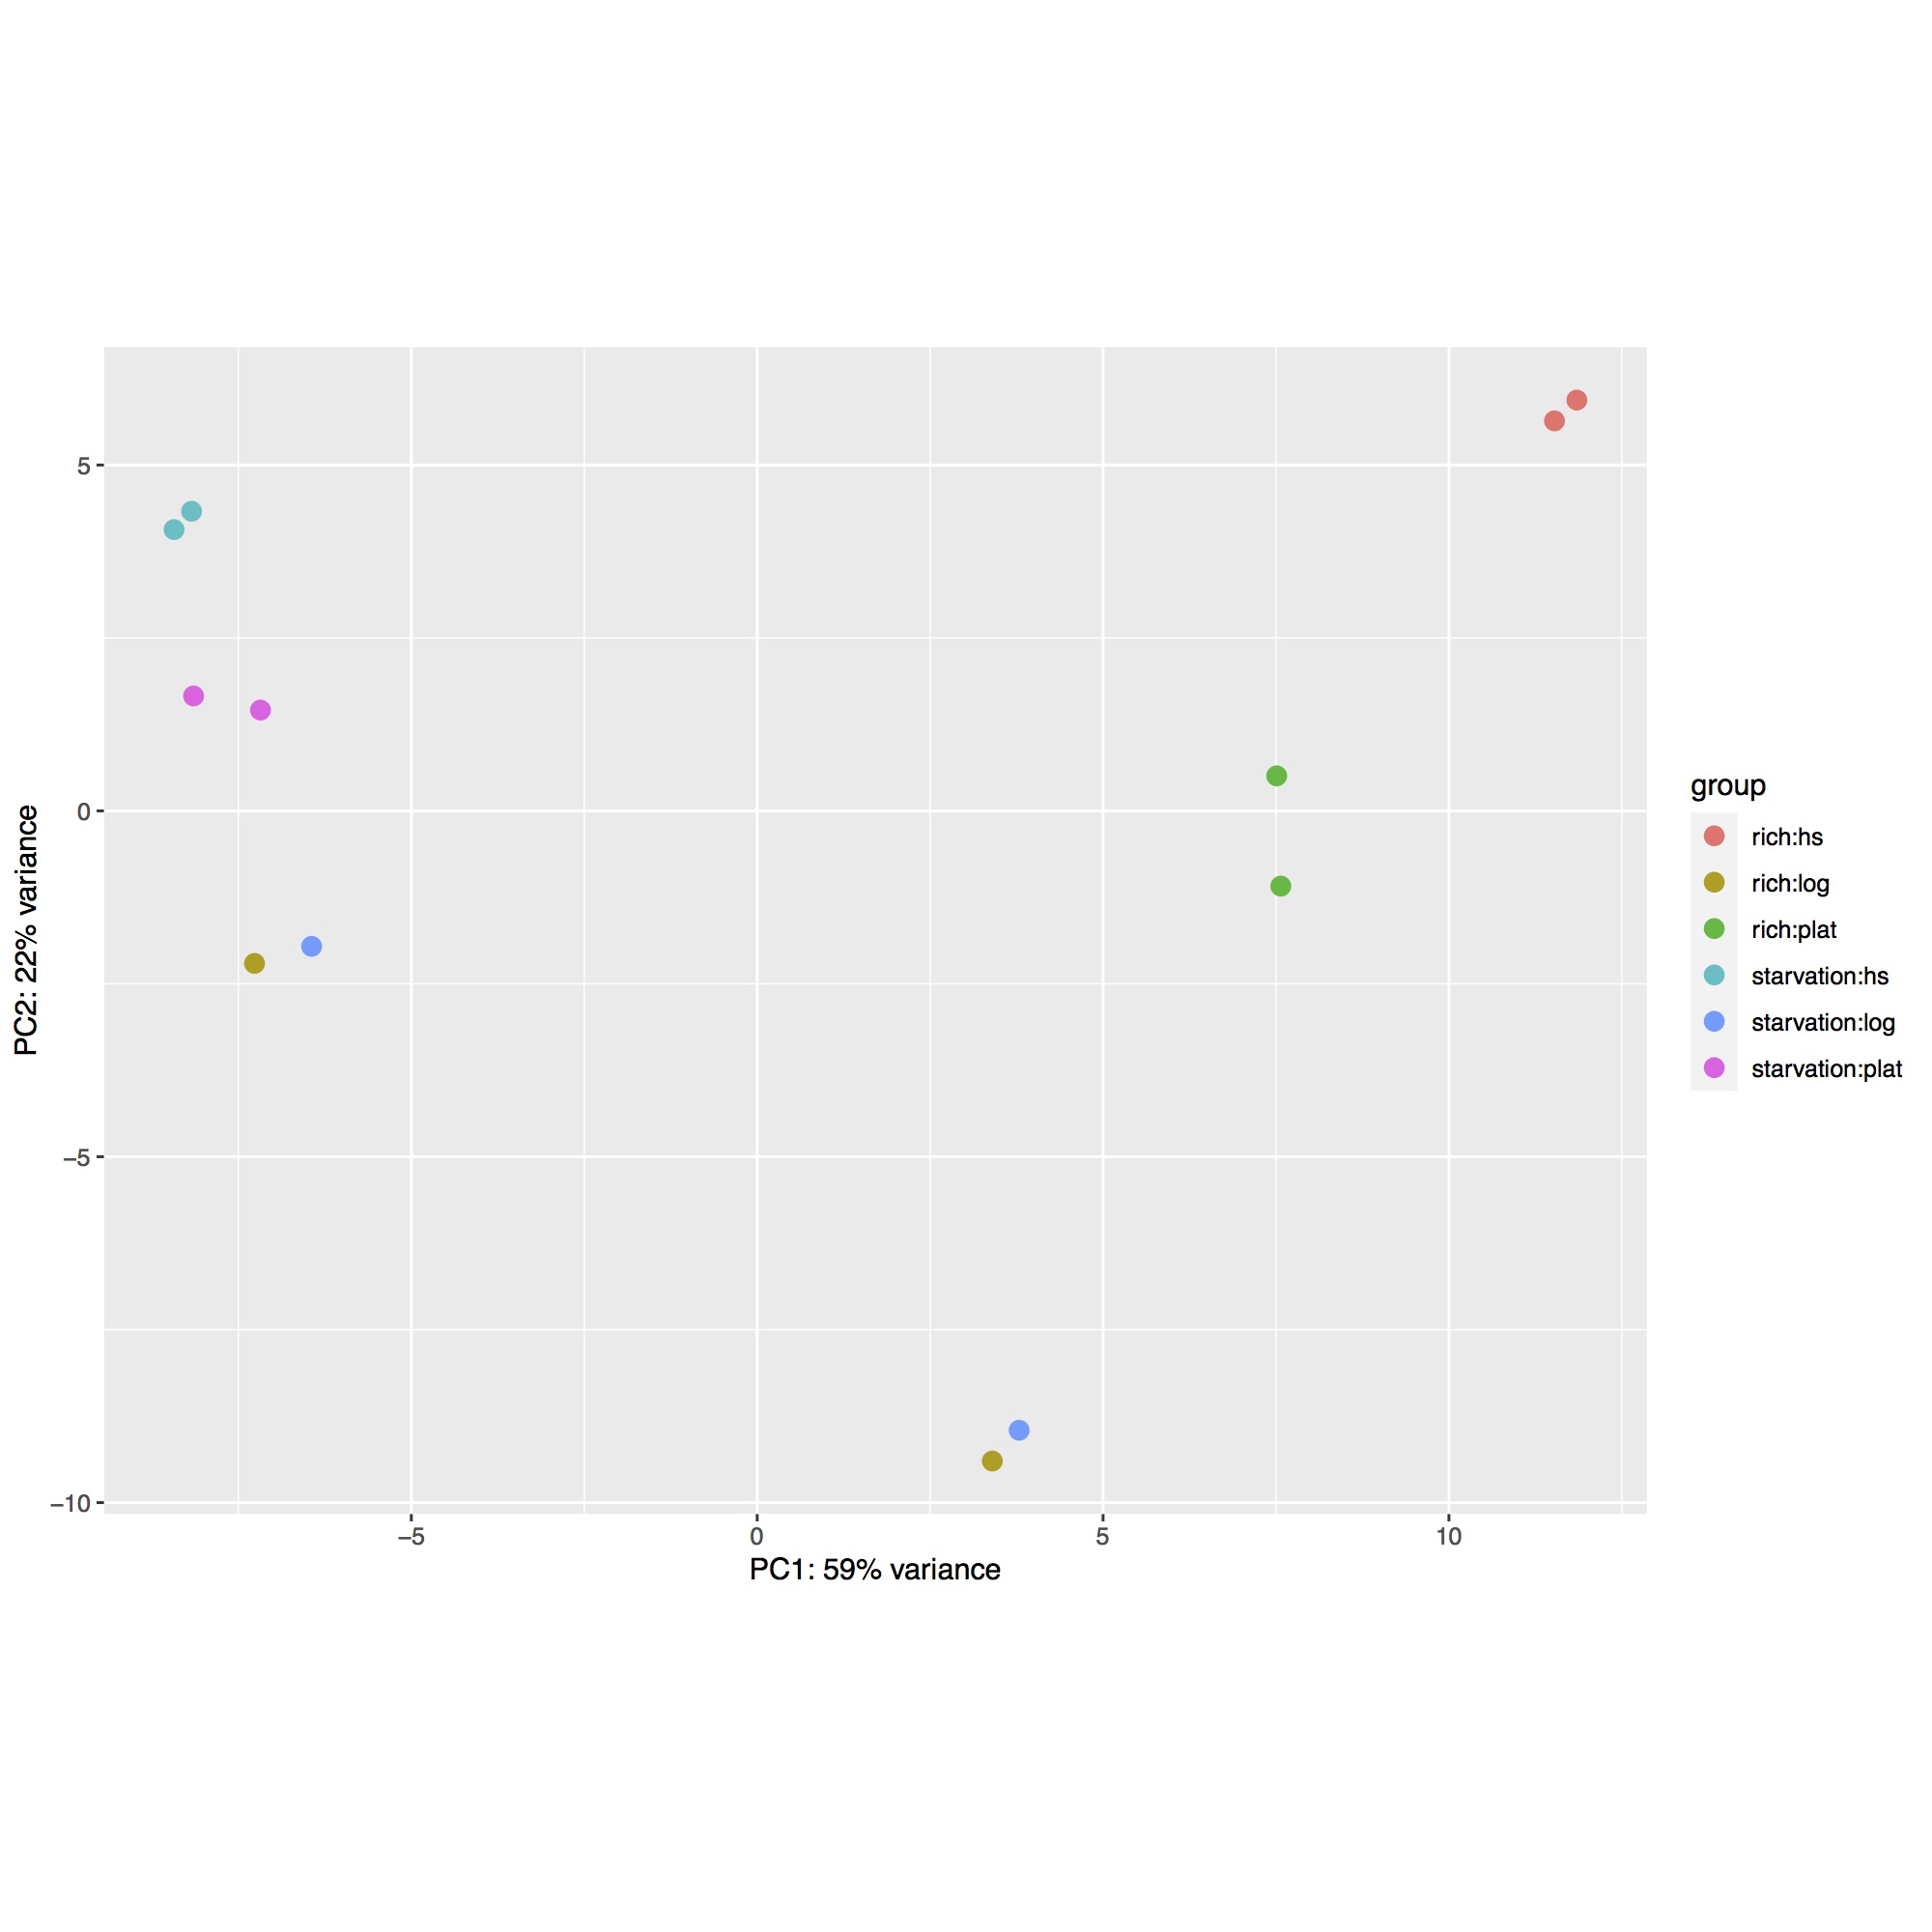 5
0
−5
−10
−5
0
5
10
PC1: 59% variance
PC2: 22% variance
group
rich:hs
rich:log
rich:plat
starvation:hs
starvation:log
starvation:plat